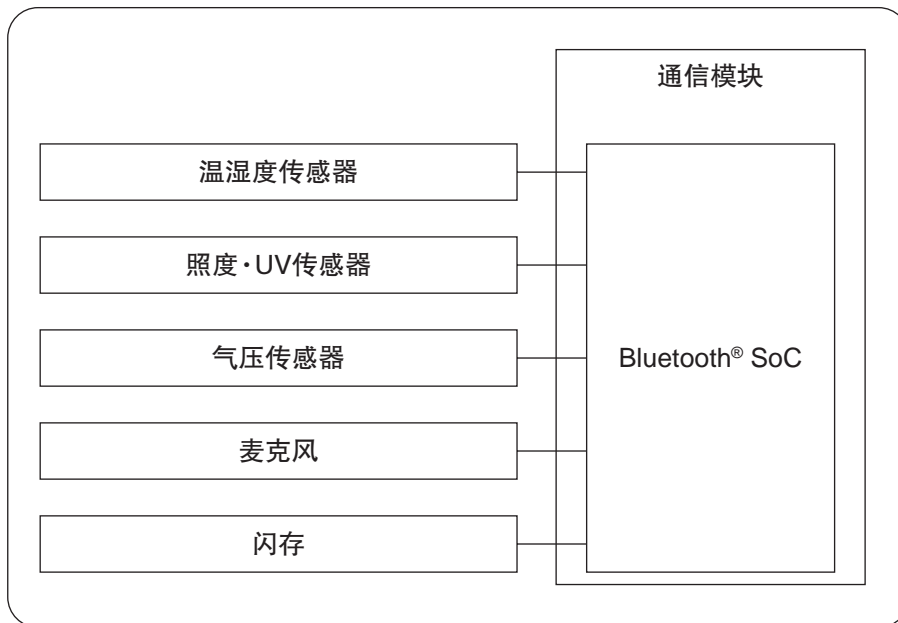 通信模块
温湿度传感器
照度·UV传感器
气压传感器
Bluetooth® SoC
麦克风
闪存